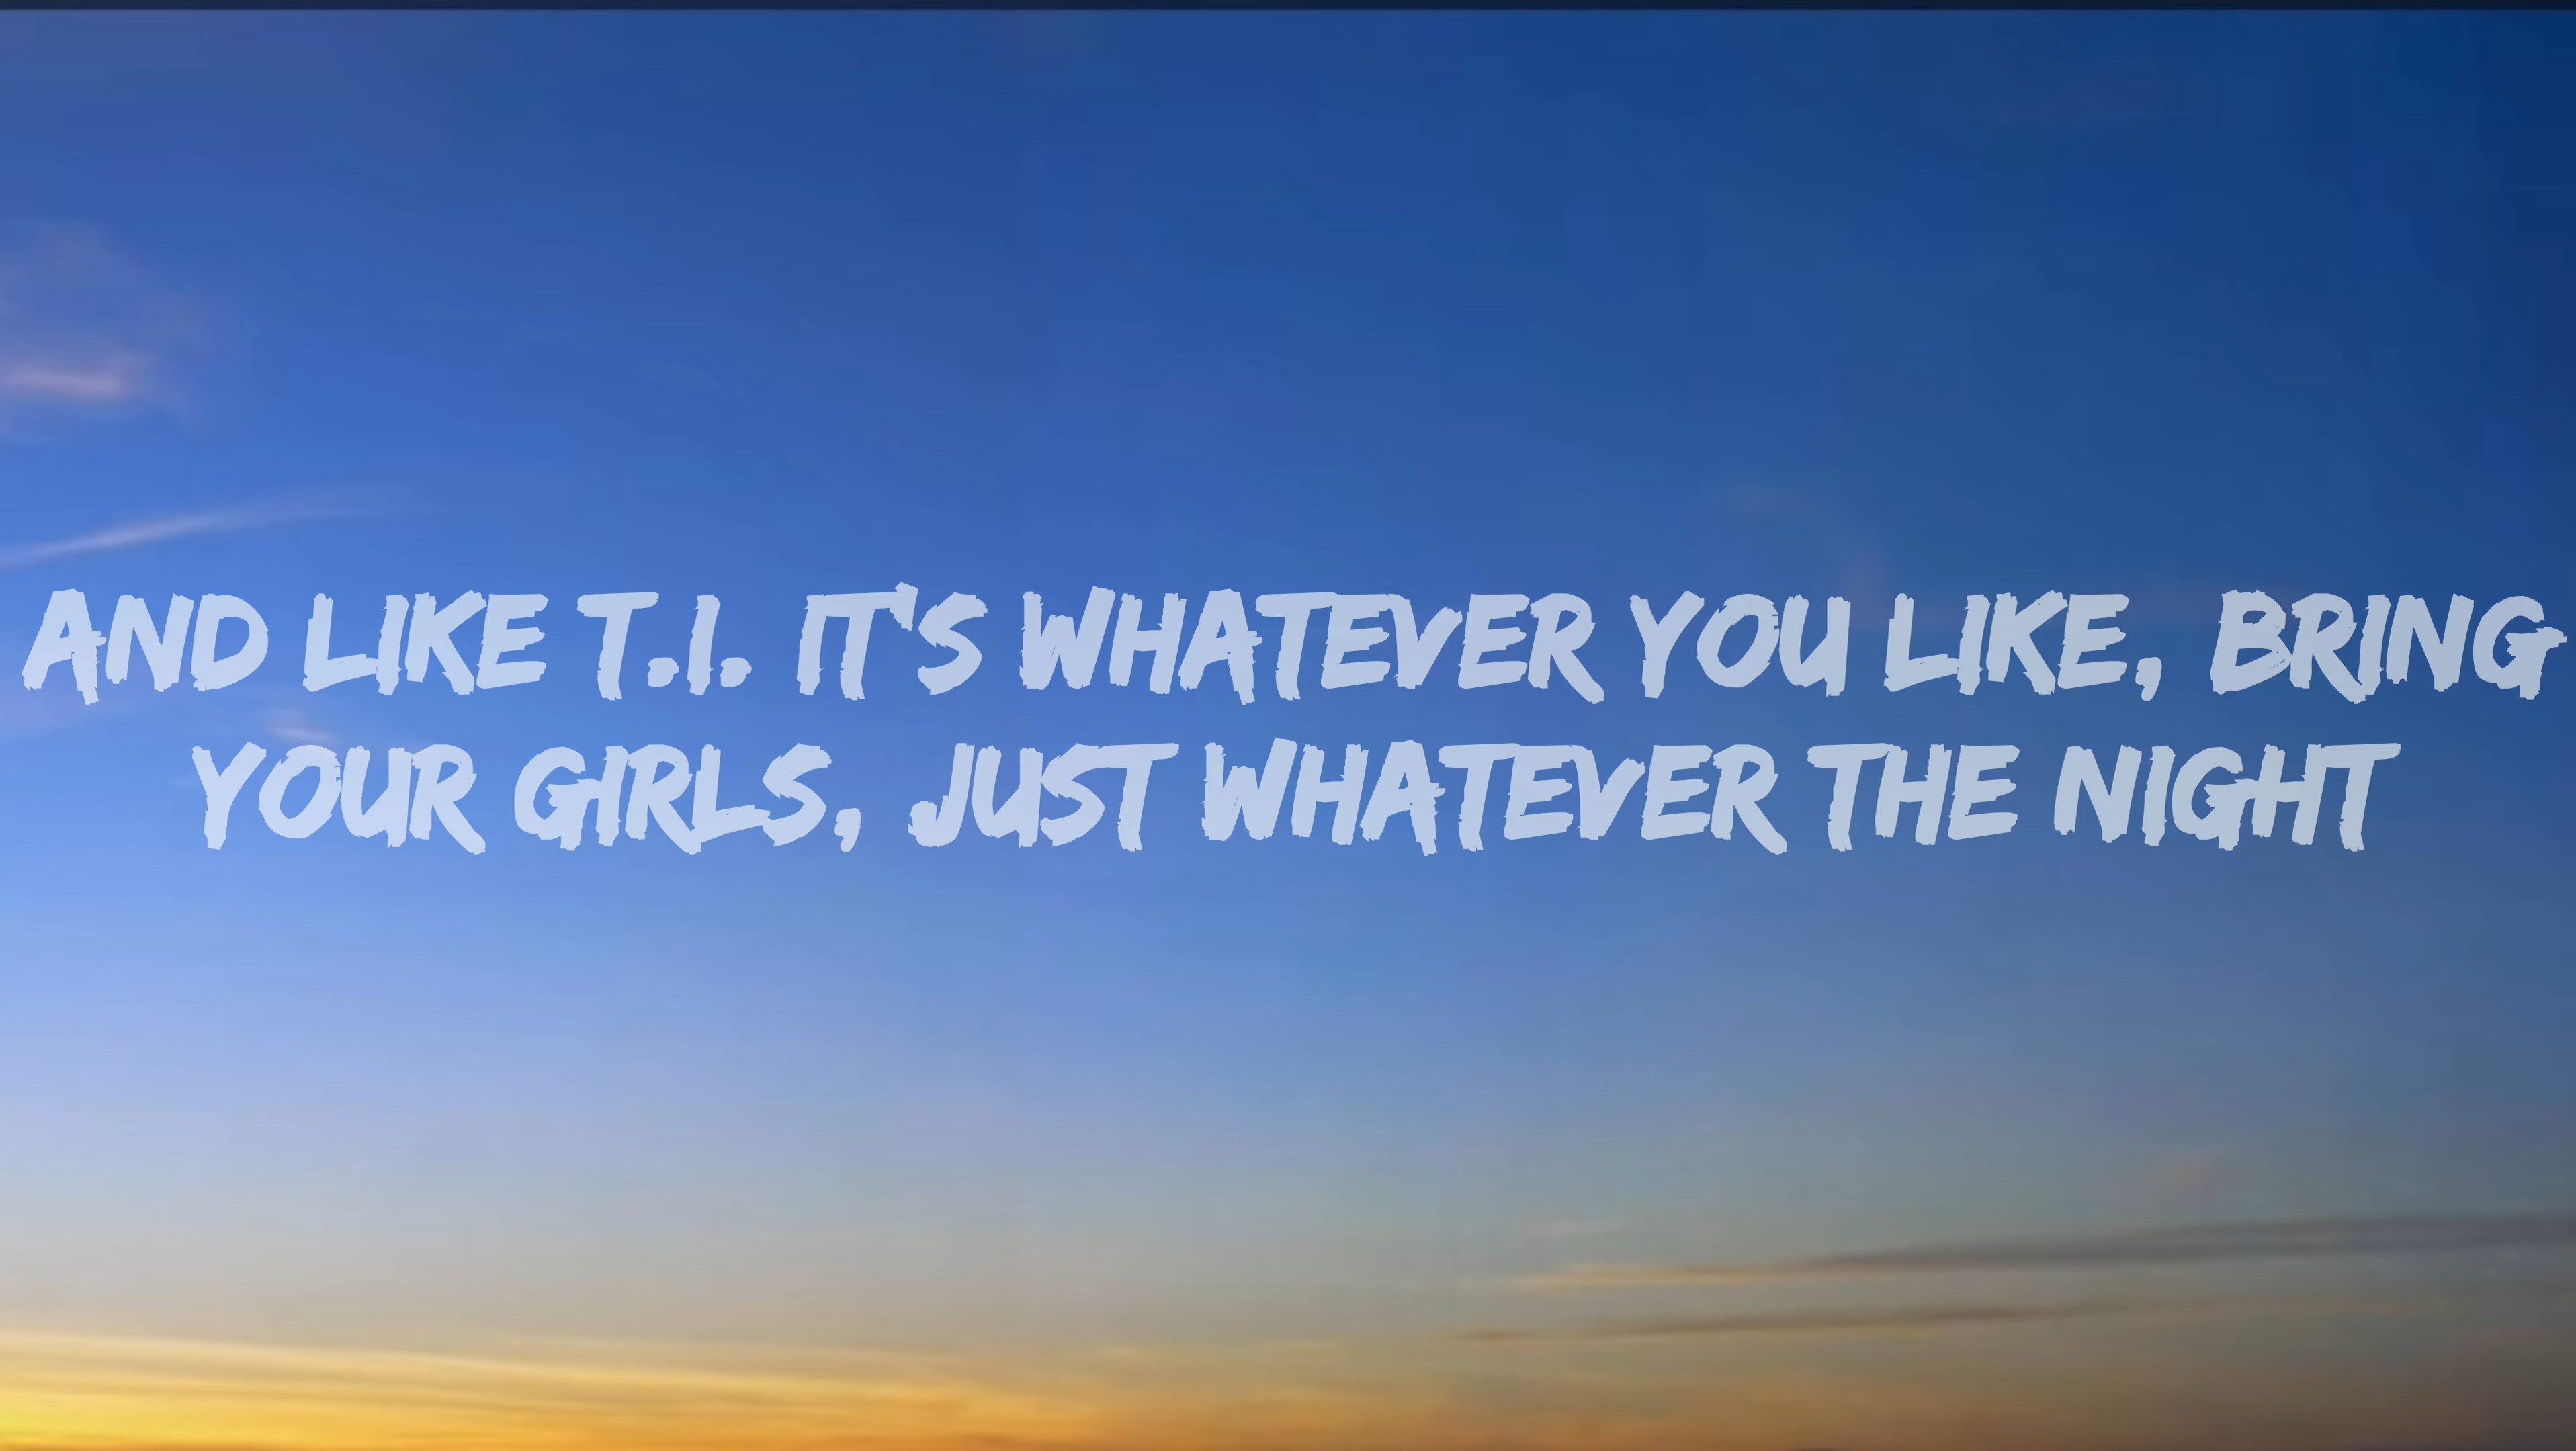 AND LIKE T.I. IT'S WHATEVER YOU LIKE, BRING
YOUR GIRLS, JUST WHATEVER THE NIGHT